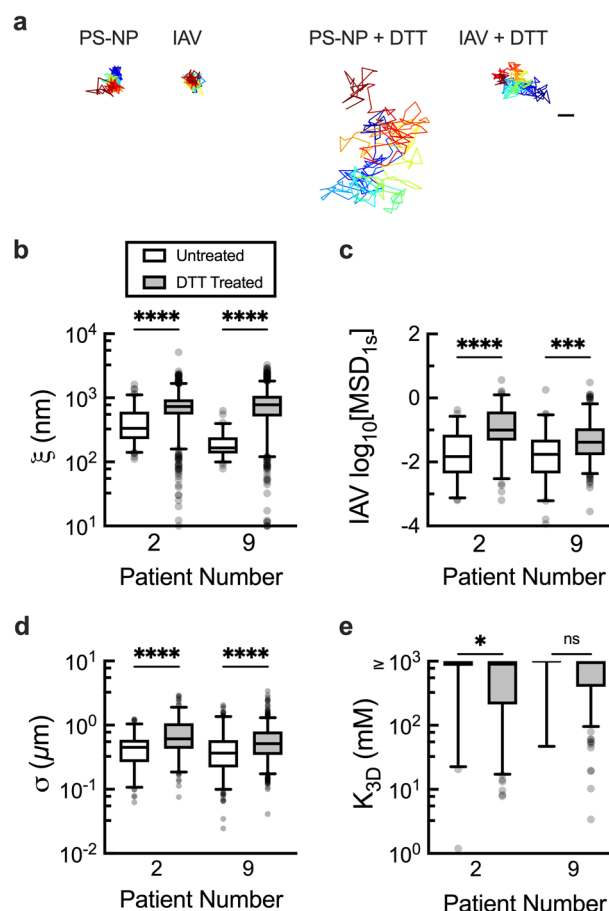 a
PS-NP IAV PS-NP + DTT IAV + DTT
b
Untreated
DTT Treated
c
**** ****
10⁴
10³
10²
10¹
ξ (nm)
2 9
Patient Number
**** ***
0
-2
-4
IAV log₁₀[MSD₁ₛ]
2 9
Patient Number
d
**** ****
10¹
10⁰
10⁻¹
10⁻²
σ (μm)
2 9
Patient Number
e
* ns
≥ 10³
10²
10¹
10⁰
K₃D (mM)
2 9
Patient Number